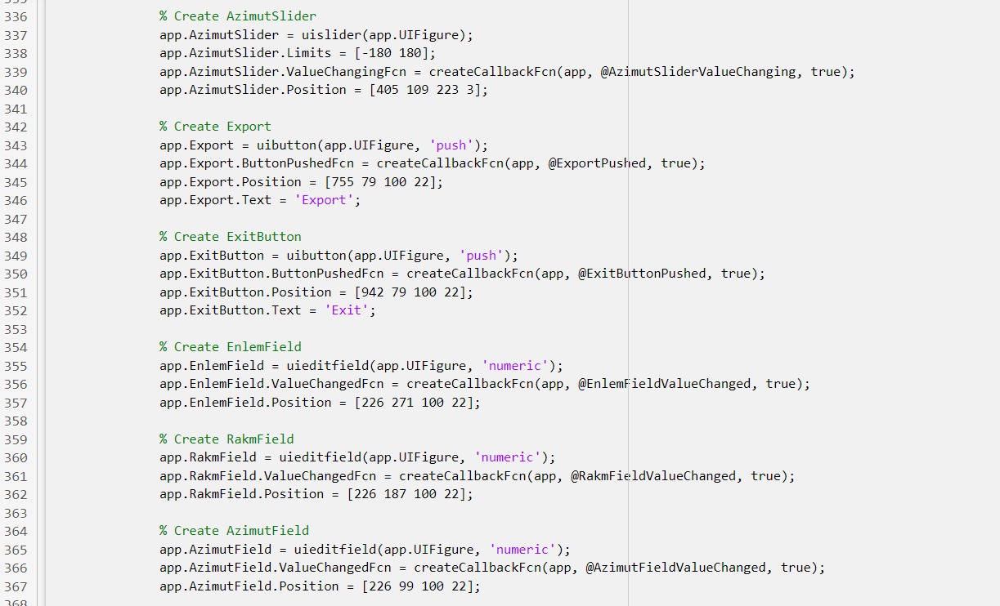 336 % Create AzimutSlider
337 app.AzimutSlider = uislider(app.UIFigure);
338 app.AzimutSlider.Limits = [-180 180];
339 app.AzimutSlider.ValueChangingFcn = createCallbackFcn(app, @AzimutSliderValueChanging, true);
340 app.AzimutSlider.Position = [405 109 223 3];
341
342 % Create Export
343 app.Export = uibutton(app.UIFigure, 'push');
344 app.Export.ButtonPushedFcn = createCallbackFcn(app, @ExportPushed, true);
345 app.Export.Position = [755 79 100 22];
346 app.Export.Text = 'Export';
347
348 % Create ExitButton
349 app.ExitButton = uibutton(app.UIFigure, 'push');
350 app.ExitButton.ButtonPushedFcn = createCallbackFcn(app, @ExitButtonPushed, true);
351 app.ExitButton.Position = [942 79 100 22];
352 app.ExitButton.Text = 'Exit';
353
354 % Create EnlemField
355 app.EnlemField = uieditfield(app.UIFigure, 'numeric');
356 app.EnlemField.ValueChangedFcn = createCallbackFcn(app, @EnlemFieldValueChanged, true);
357 app.EnlemField.Position = [226 271 100 22];
358
359 % Create RakmField
360 app.RakmField = uieditfield(app.UIFigure, 'numeric');
361 app.RakmField.ValueChangedFcn = createCallbackFcn(app, @RakmFieldValueChanged, true);
362 app.RakmField.Position = [226 187 100 22];
363
364 % Create AzimutField
365 app.AzimutField = uieditfield(app.UIFigure, 'numeric');
366 app.AzimutField.ValueChangedFcn = createCallbackFcn(app, @AzimutFieldValueChanged, true);
367 app.AzimutField.Position = [226 99 100 22];
368